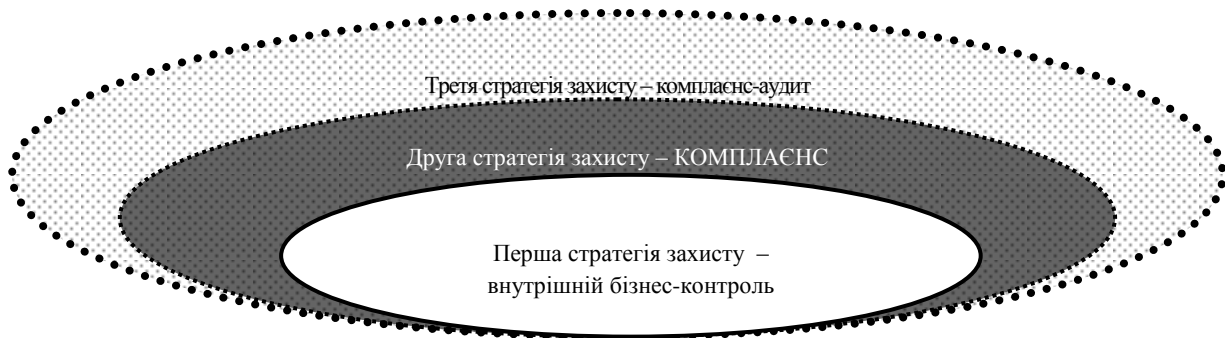 Третя стратегія захисту – комплаєнс-аудит
Друга стратегія захисту – КОМПЛАЄНС
Перша стратегія захисту –
внутрішній бізнес-контроль